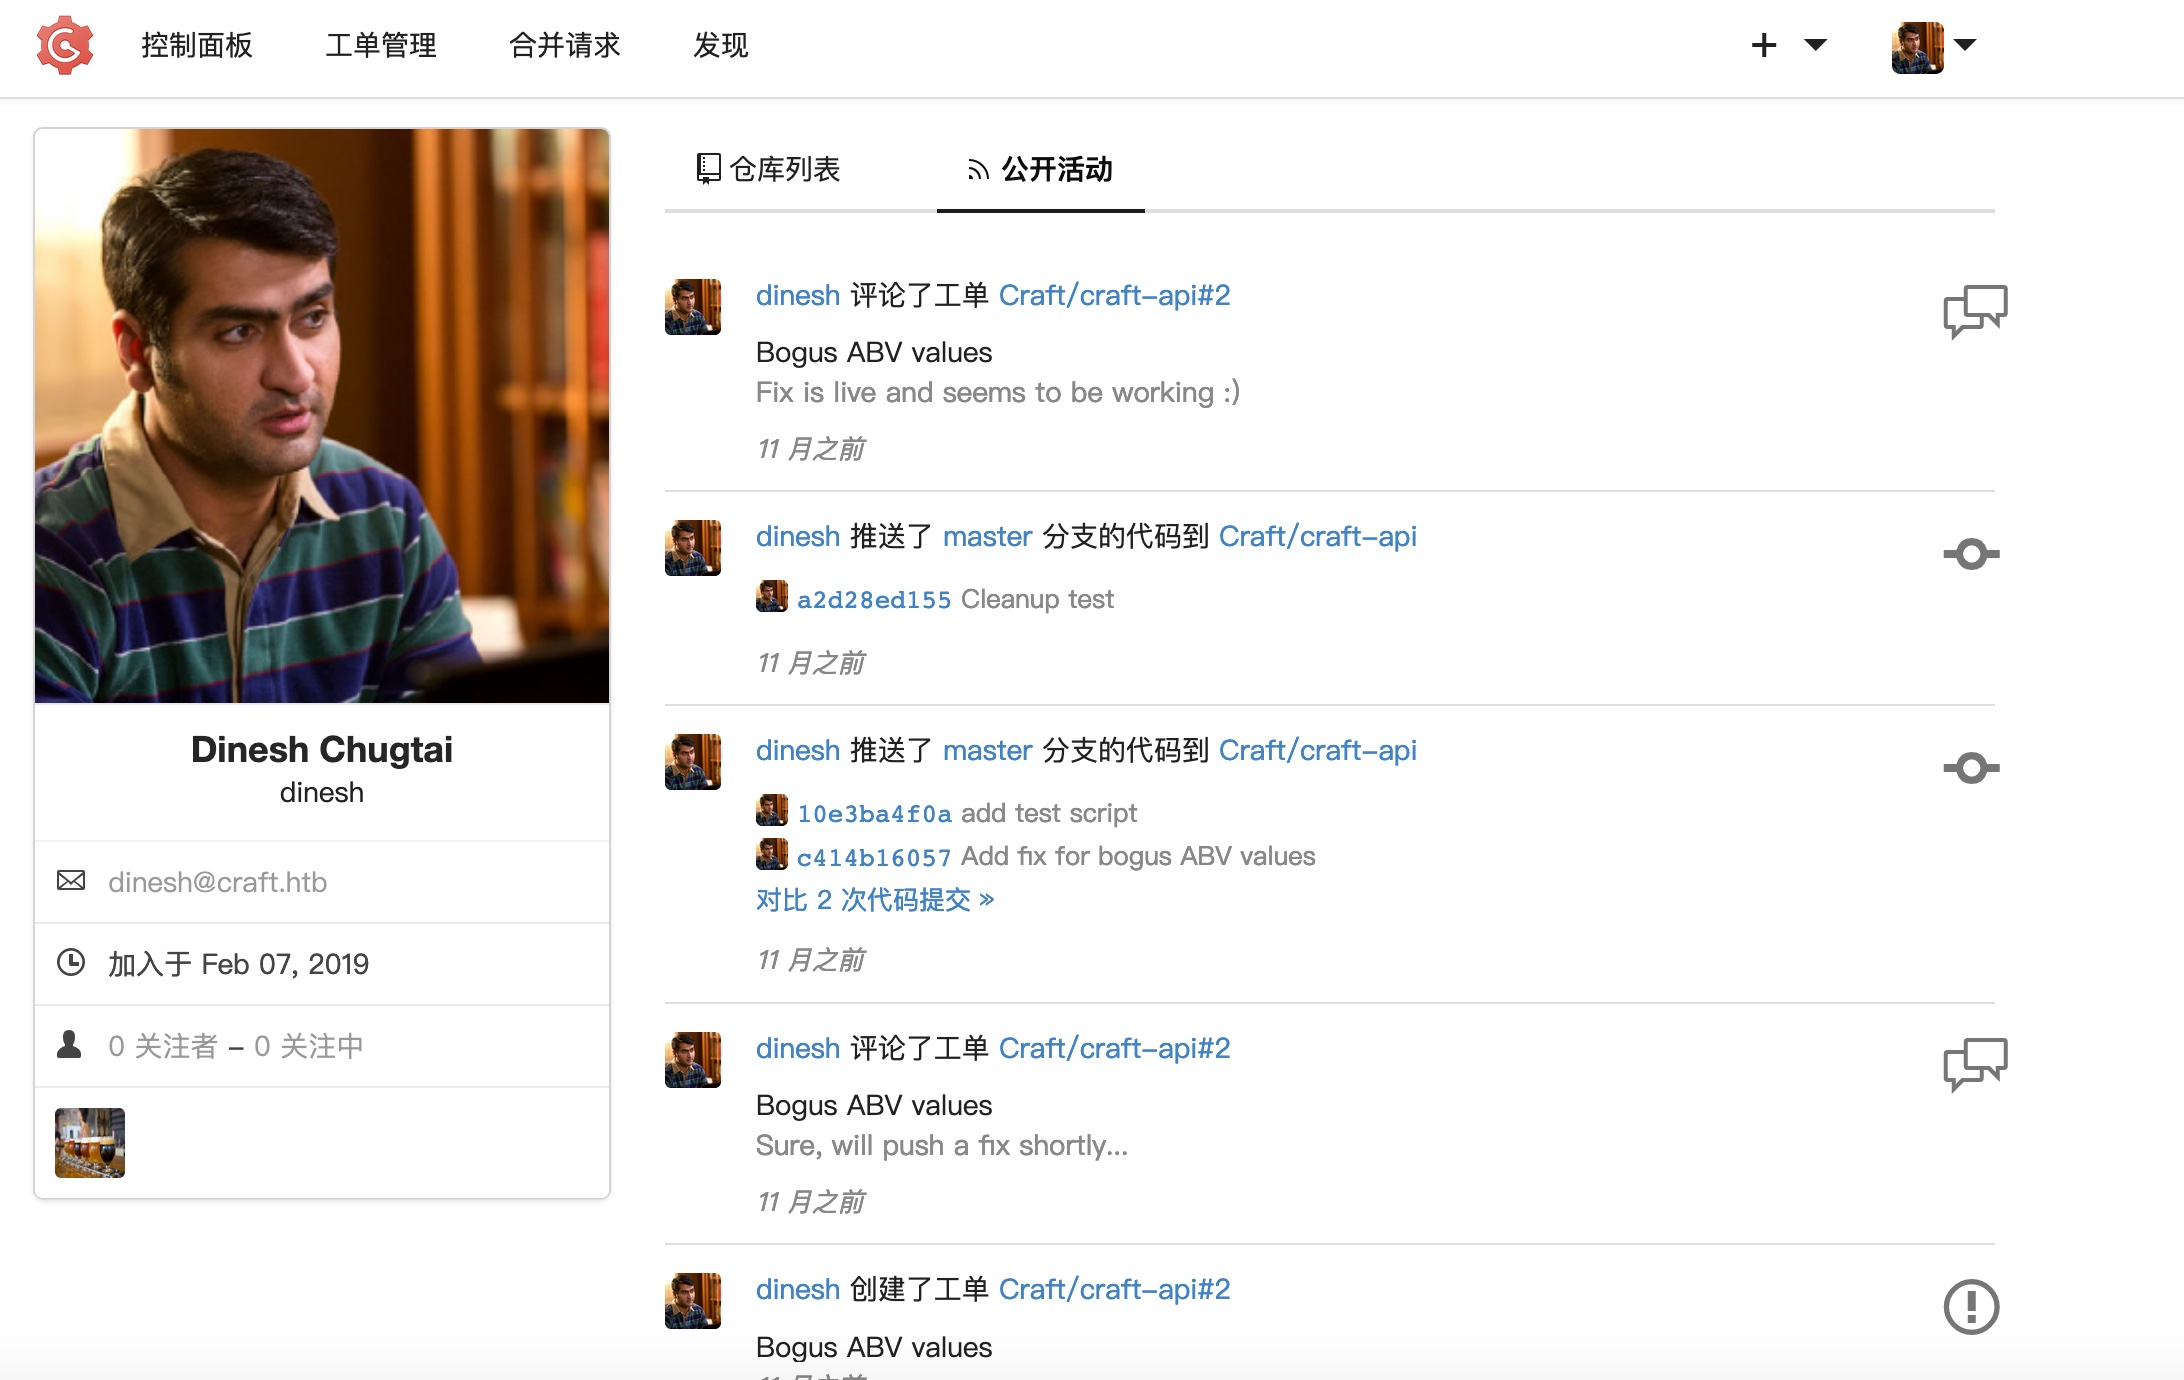 控制面板 工单管理 合并请求 发现
Dinesh Chugtai
dinesh
dinesh@craft.htb
加入于 Feb 07, 2019
0 关注者 - 0 关注中
仓库列表 公开活动
dinesh 评论了工单 Craft/craft-api#2
Bogus ABV values
Fix is live and seems to be working :)
11 月之前
dinesh 推送了 master 分支的代码到 Craft/craft-api
a2d28ed155 Cleanup test
11 月之前
dinesh 推送了 master 分支的代码到 Craft/craft-api
10e3ba4f0a add test script
c414b16057 Add fix for bogus ABV values
对比 2 次代码提交 »
11 月之前
dinesh 评论了工单 Craft/craft-api#2
Bogus ABV values
Sure, will push a fix shortly...
11 月之前
dinesh 创建了工单 Craft/craft-api#2
Bogus ABV values